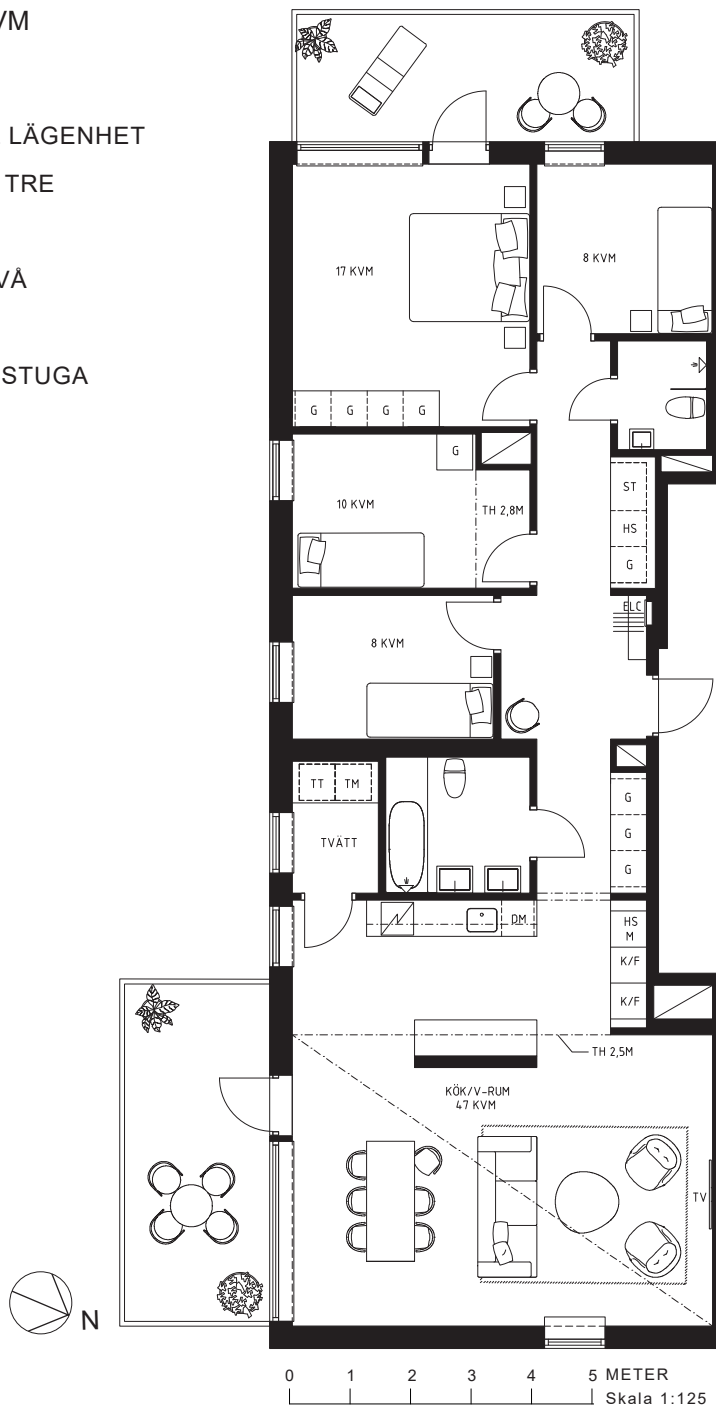 VM
LÄGENHET
TRE
VÅ
STUGA
17 KVM
8 KVM
G G G G
G
10 KVM
TH 2,8M
ST
HS
G
ELC
8 KVM
TT TM
TVÄTT
G
G
G
DM
HS
M
K/F
K/F
TH 2,5M
KÖK/V-RUM
47 KVM
TV
N
0 1 2 3 4 5 METER
Skala 1:125